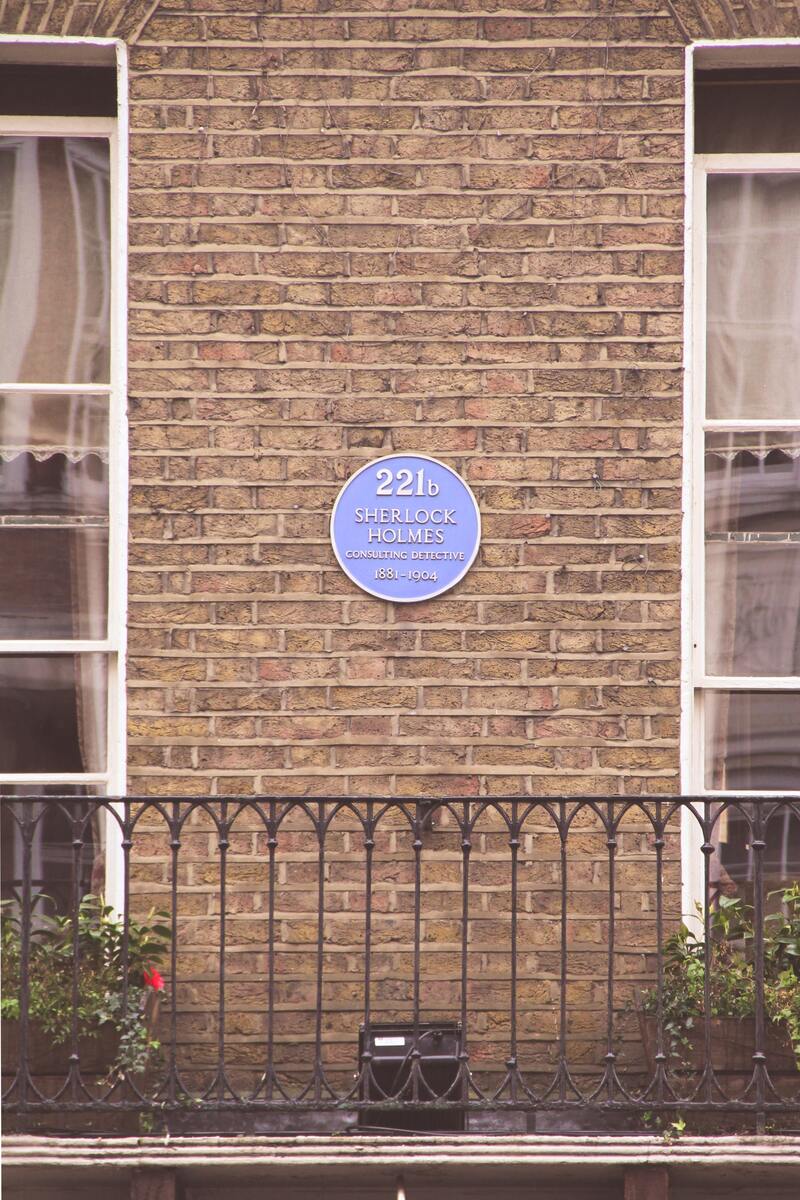 221b
SHERLOCK
HOLMES
CONSULTING DETECTIVE
1881-1904